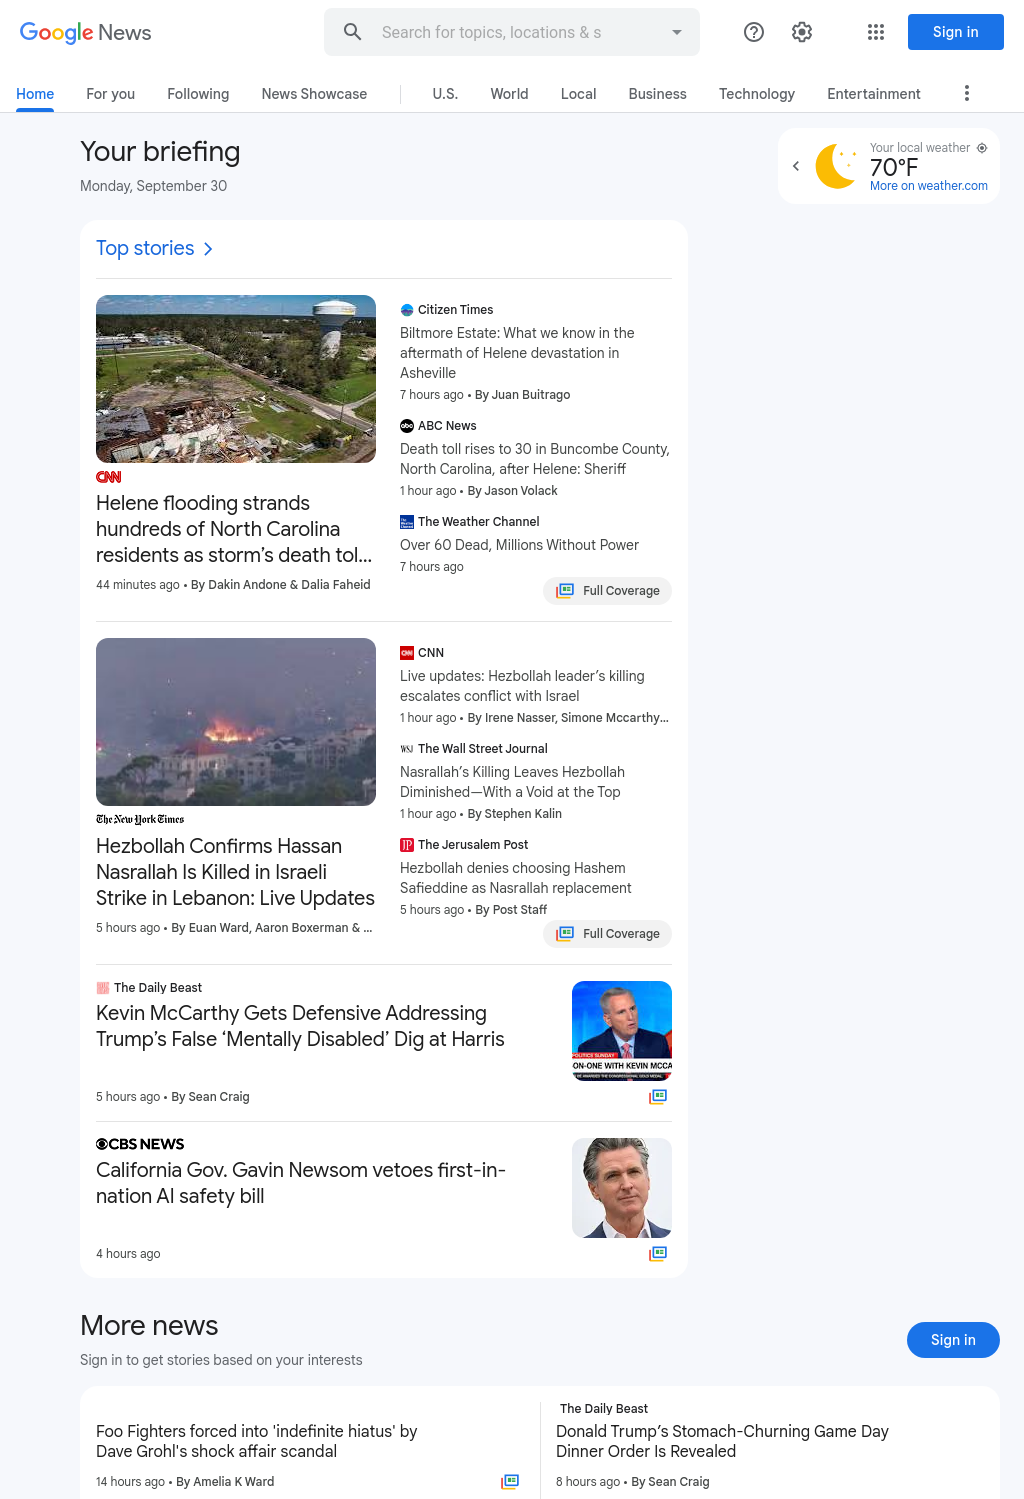 Google News
Search for topics, locations & s
Sign in
Home
For you
Following
News Showcase
U.S.
World
Local
Business
Technology
Entertainment
Your briefing
Monday, September 30
Your local weather
70°F
More on weather.com
Top stories
CNN
Helene flooding strands
hundreds of North Carolina
residents as storm’s death tol...
44 minutes ago • By Dakin Andone & Dalia Faheid
Citizen Times
Biltmore Estate: What we know in the
aftermath of Helene devastation in
Asheville
7 hours ago • By Juan Buitrago
abc ABC News
Death toll rises to 30 in Buncombe County,
North Carolina, after Helene: Sheriff
1 hour ago • By Jason Volack
The Weather Channel
Over 60 Dead, Millions Without Power
7 hours ago
Full Coverage
The New York Times
Hezbollah Confirms Hassan
Nasrallah Is Killed in Israeli
Strike in Lebanon: Live Updates
5 hours ago • By Euan Ward, Aaron Boxerman & ...
CNN CNN
Live updates: Hezbollah leader’s killing
escalates conflict with Israel
1 hour ago • By Irene Nasser, Simone Mccarthy...
WSJ The Wall Street Journal
Nasrallah’s Killing Leaves Hezbollah
Diminished—With a Void at the Top
1 hour ago • By Stephen Kalin
JP The Jerusalem Post
Hezbollah denies choosing Hashem
Safieddine as Nasrallah replacement
5 hours ago • By Post Staff
Full Coverage
The Daily Beast
Kevin McCarthy Gets Defensive Addressing
Trump’s False ‘Mentally Disabled’ Dig at Harris
5 hours ago • By Sean Craig
POLITICS SUNDAY
ON-ONE WITH KEVIN MCCA
BE AWARDED THE CONGRESSIONAL GOLD MEDAL
CBS NEWS
California Gov. Gavin Newsom vetoes first-in-
nation AI safety bill
4 hours ago
More news
Sign in to get stories based on your interests
Sign in
Foo Fighters forced into 'indefinite hiatus' by
Dave Grohl's shock affair scandal
14 hours ago • By Amelia K Ward
The Daily Beast
Donald Trump’s Stomach-Churning Game Day
Dinner Order Is Revealed
8 hours ago • By Sean Craig